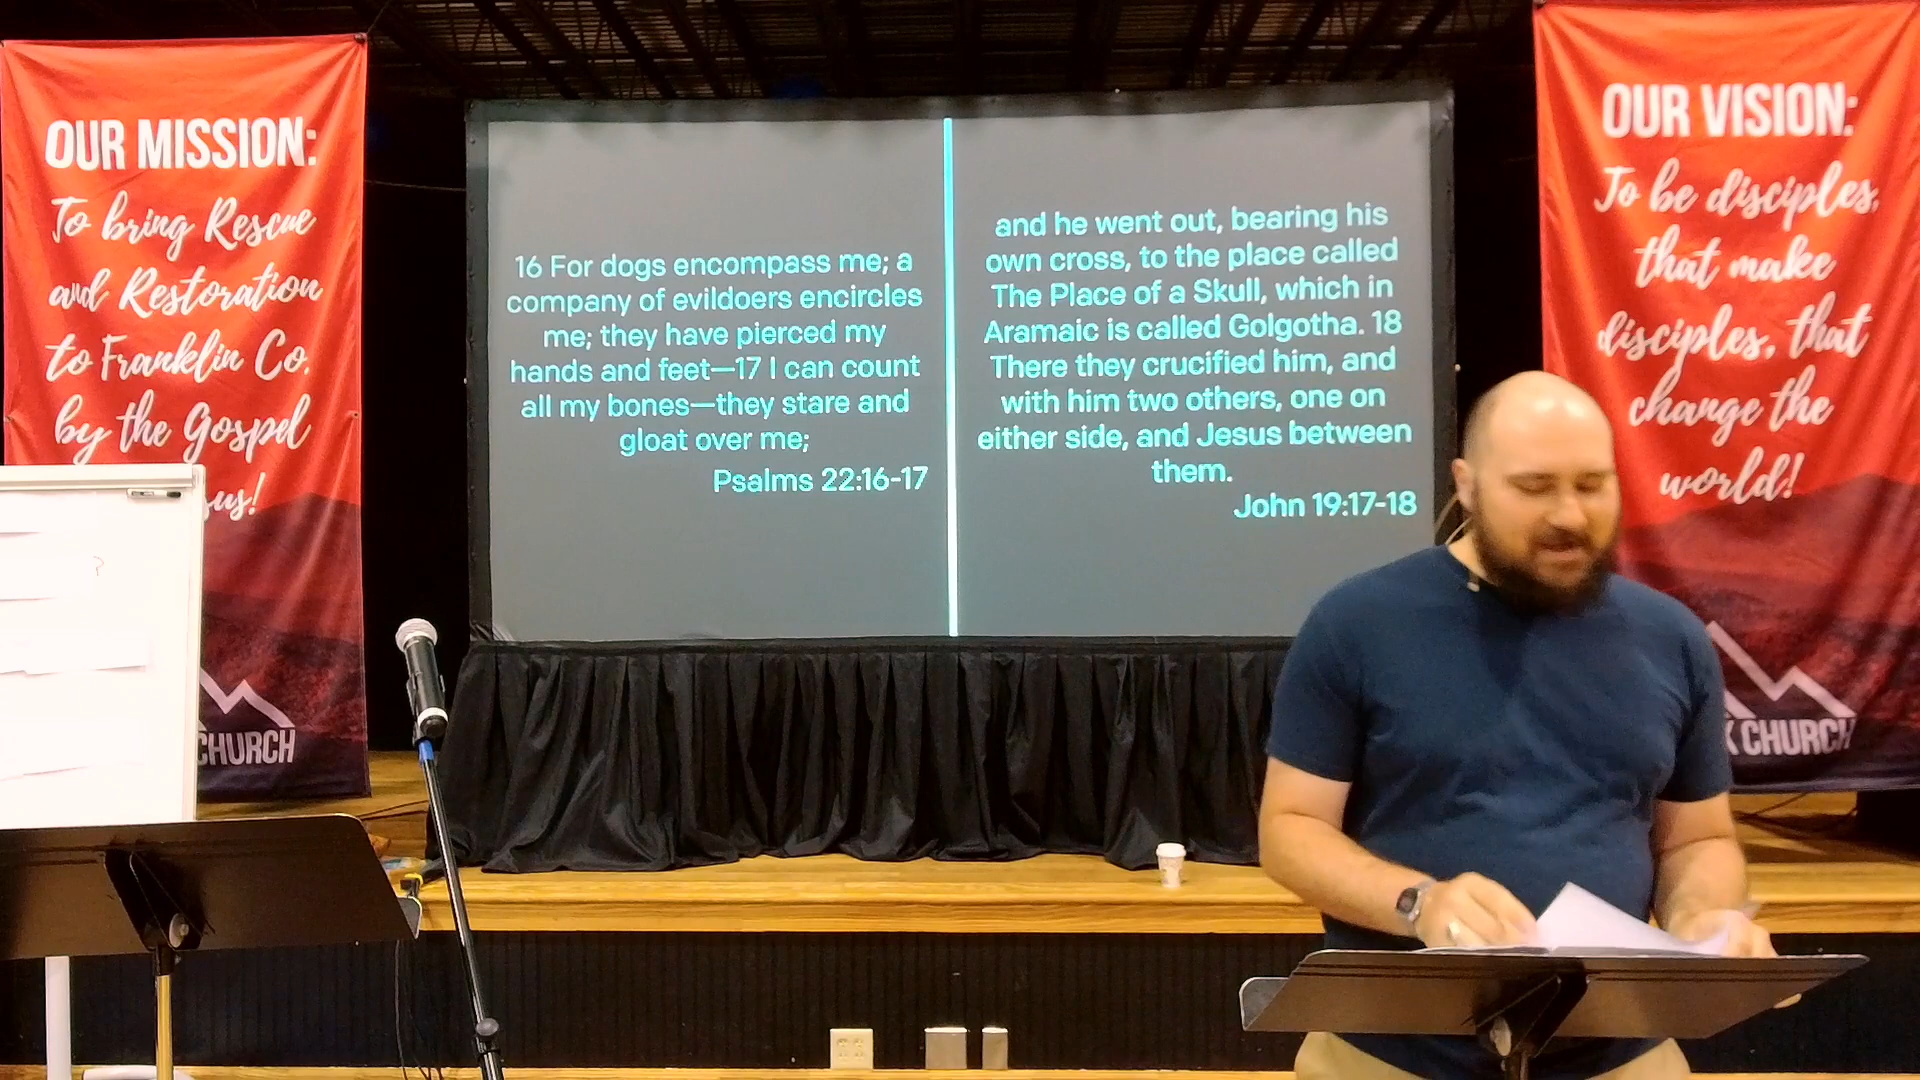 OUR MISSION:
To bring Rescue
and Restoration
to Franklin Co.
by the Gospel
CHURCH
?
16 For dogs encompass me; a
company of evildoers encircles
me; they have pierced my
hands and feet—17 I can count
all my bones—they stare and
gloat over me;
Psalms 22:16-17
and he went out, bearing his
own cross, to the place called
The Place of a Skull, which in
Aramaic is called Golgotha. 18
There they crucified him, and
with him two others, one on
either side, and Jesus between
them.
John 19:17-18
OUR VISION:
To be disciples,
that make
disciples, that
change the
world!
CHURCH